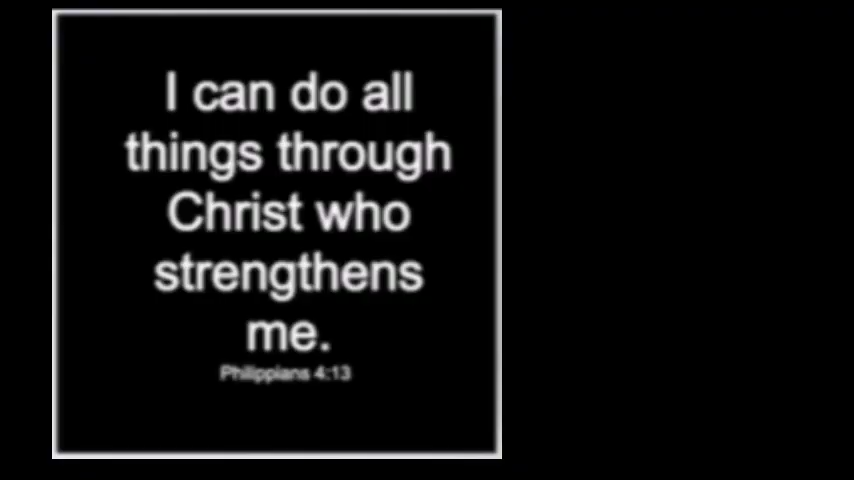 I can do all
things through
Christ who
strengthens
me.
Philippians 4:13